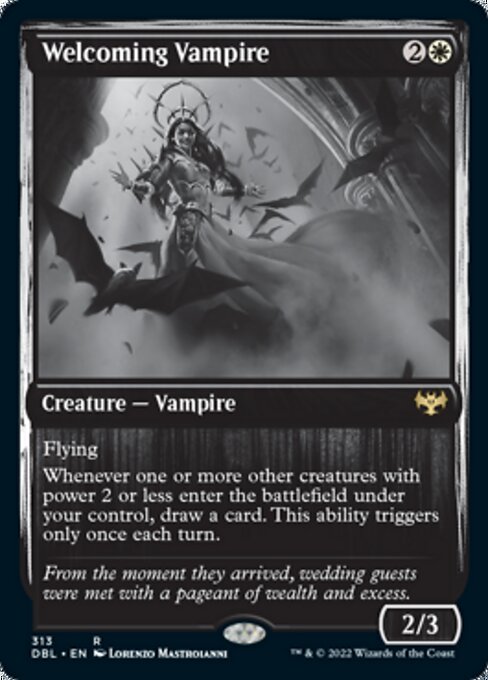 Welcoming Vampire 2
Creature — Vampire
Flying
Whenever one or more other creatures with
power 2 or less enter the battlefield under
your control, draw a card. This ability triggers
only once each turn.
From the moment they arrived, wedding guests
were met with a pageant of wealth and excess.
2/3
313 R
DBL • EN Lorenzo Mastroianni ™ & © 2022 Wizards of the Coast